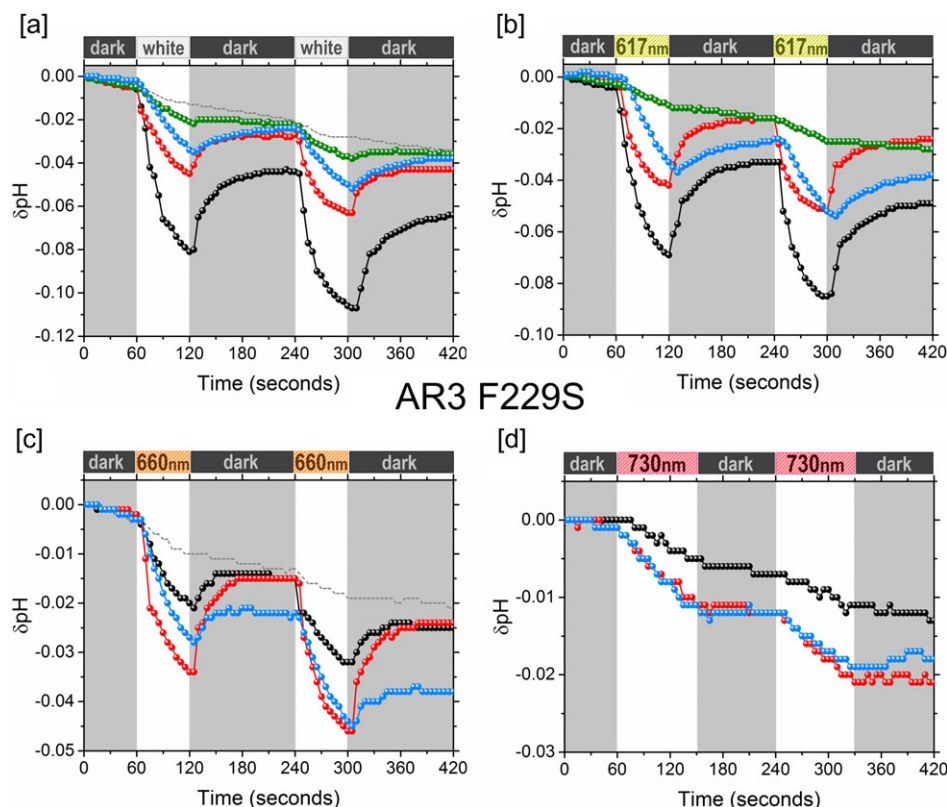 [a]
dark white dark white dark
0.00
-0.02
-0.04
-0.06
-0.08
-0.10
-0.12
δpH
0 60 120 180 240 300 360 420
Time (seconds)
[b]
dark 617nm dark 617nm dark
0.00
-0.02
-0.04
-0.06
-0.08
-0.10
δpH
0 60 120 180 240 300 360 420
Time (seconds)
AR3 F229S
[c]
dark 660nm dark 660nm dark
0.00
-0.01
-0.02
-0.03
-0.04
-0.05
δpH
0 60 120 180 240 300 360 420
Time (seconds)
[d]
dark 730nm dark 730nm dark
0.00
-0.01
-0.02
-0.03
δpH
0 60 120 180 240 300 360 420
Time (seconds)